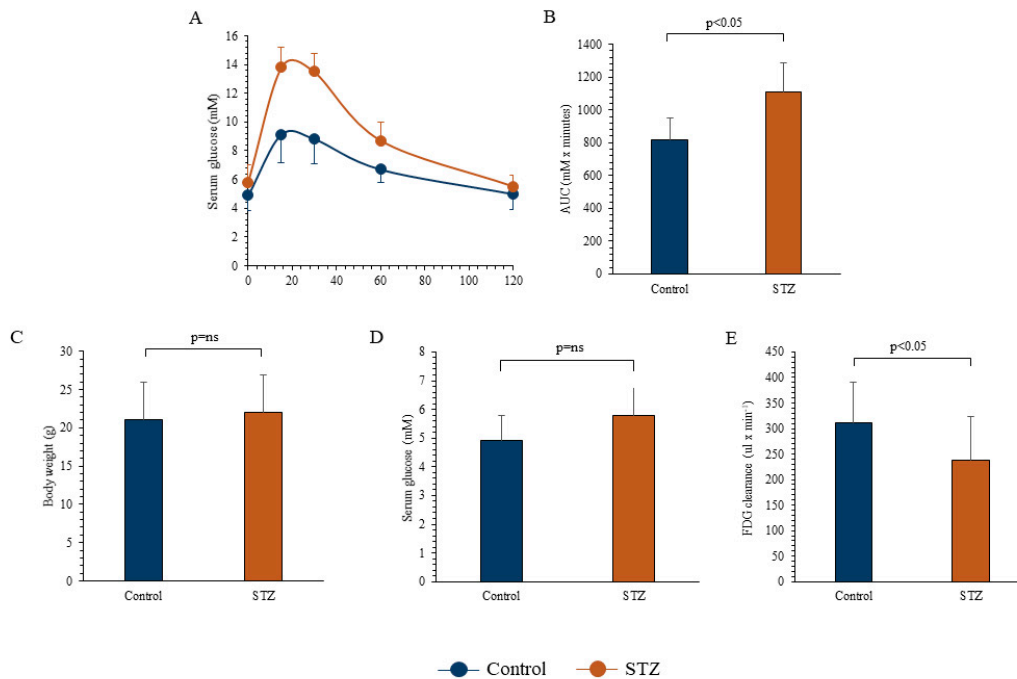 A
Serum glucose (mM)
16
14
12
10
8
6
4
2
0
0 20 40 60 80 100 120
B
p<0.05
AUC (mM x minutes)
1400
1200
1000
800
600
400
200
0
Control STZ
C
p=ns
Body weight (g)
30
25
20
15
10
5
0
Control STZ
D
p=ns
Serum glucose (mM)
8
7
6
5
4
3
2
1
0
Control STZ
E
p<0.05
FDG clearance (ul x min⁻¹)
450
400
350
300
250
200
150
100
50
0
Control STZ
Control STZ